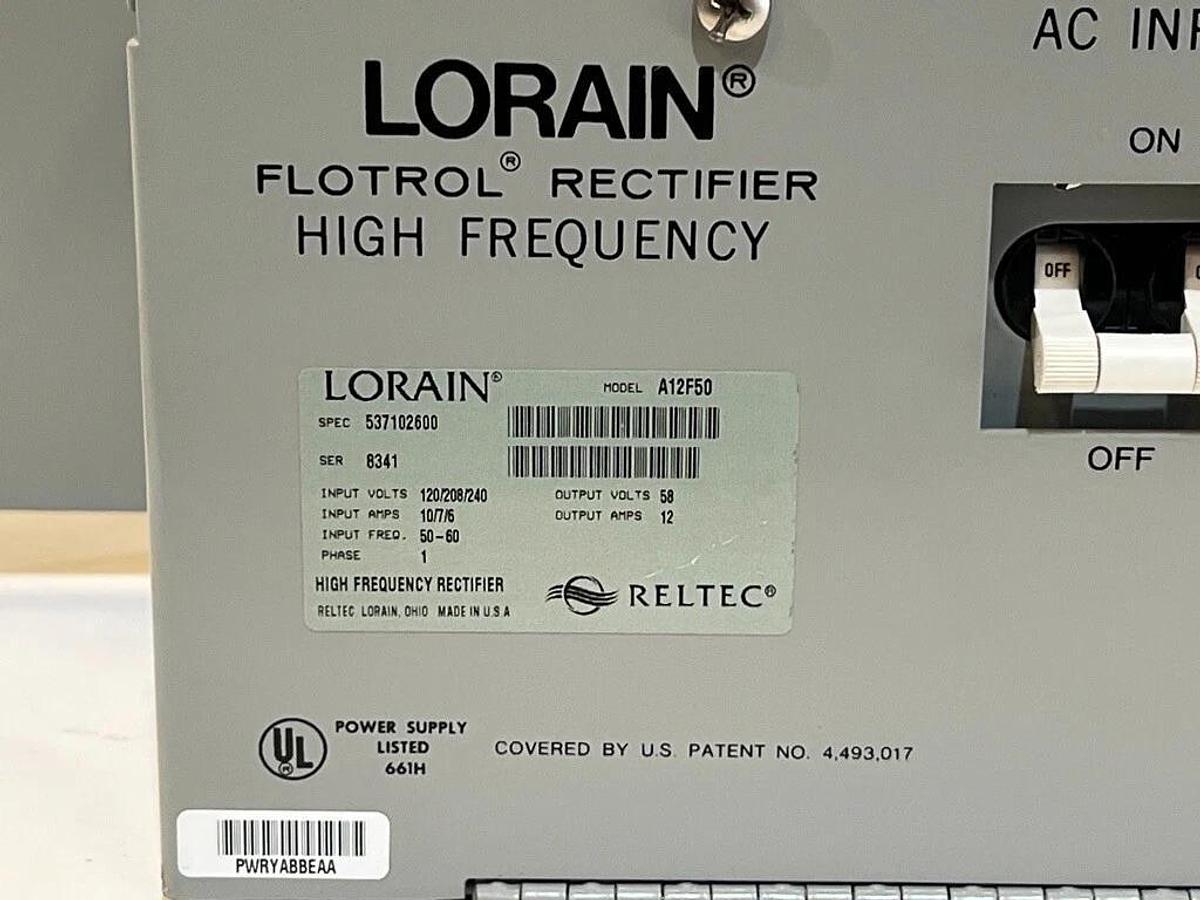 AC INP
LORAIN®
FLOTROL® RECTIFIER
HIGH FREQUENCY
ON
OFF
OFF
LORAIN®
MODEL A12F50
SPEC 537102600
SER 8341
INPUT VOLTS 120/208/240 OUTPUT VOLTS 58
INPUT AMPS 10/7/6 OUTPUT AMPS 12
INPUT FREQ. 50-60
PHASE 1
HIGH FREQUENCY RECTIFIER
RELTEC®
RELTEC LORAIN, OHIO MADE IN U.S.A
UL®
POWER SUPPLY
LISTED
661H
COVERED BY U.S. PATENT NO. 4,493,017
PWRYABBEAA